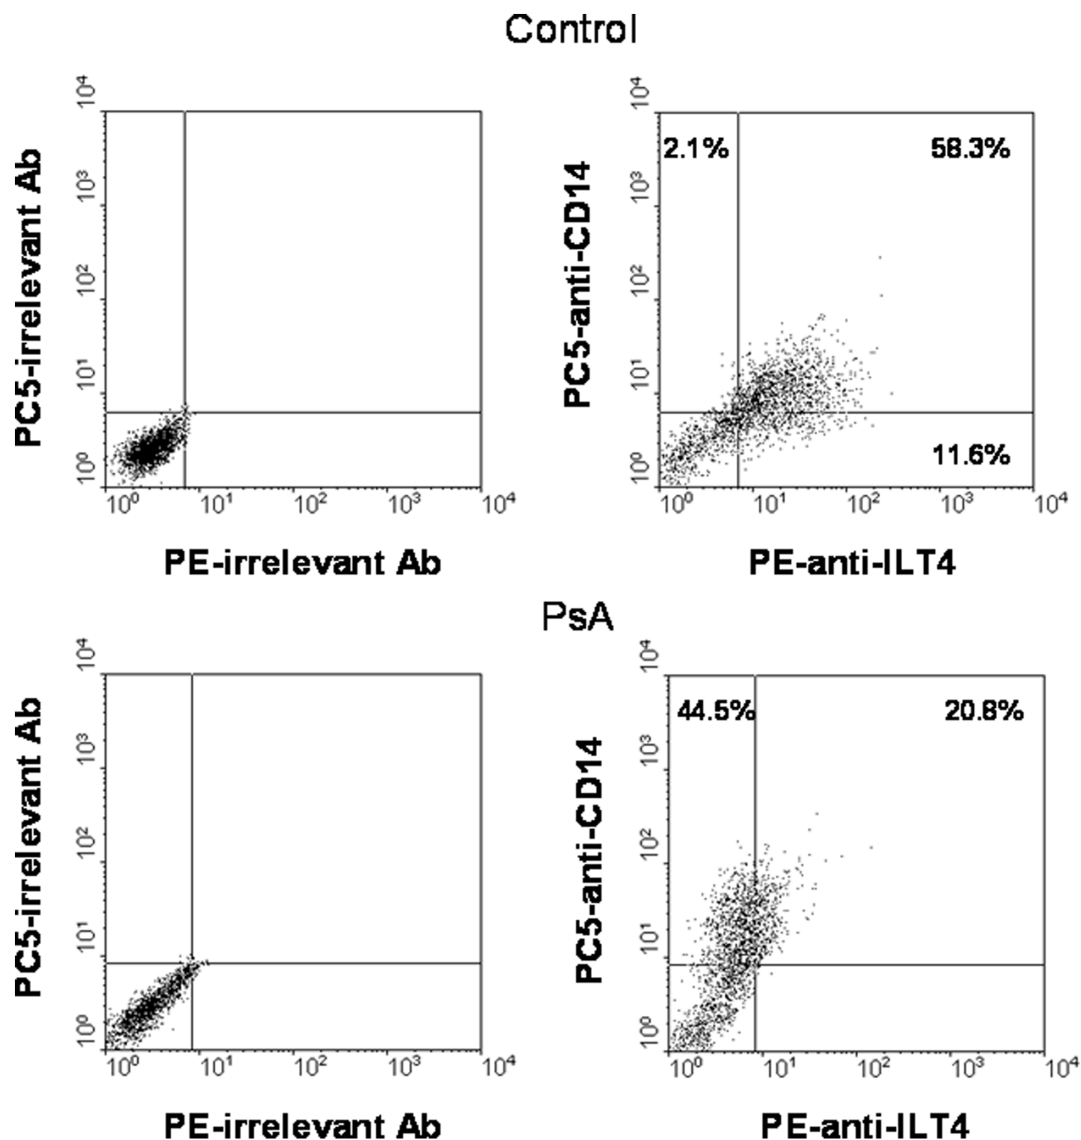 Control
PC5-irrelevant Ab
10⁴
10³
10²
10¹
10⁰
10⁰ 10¹ 10² 10³ 10⁴
PE-irrelevant Ab
PC5-anti-CD14
10⁴
10³
10²
10¹
10⁰
2.1% 58.3%
11.6%
10⁰ 10¹ 10² 10³ 10⁴
PE-anti-ILT4
PsA
PC5-irrelevant Ab
10⁴
10³
10²
10¹
10⁰
10⁰ 10¹ 10² 10³ 10⁴
PE-irrelevant Ab
PC5-anti-CD14
10⁴
10³
10²
10¹
10⁰
44.5% 20.8%
10⁰ 10¹ 10² 10³ 10⁴
PE-anti-ILT4